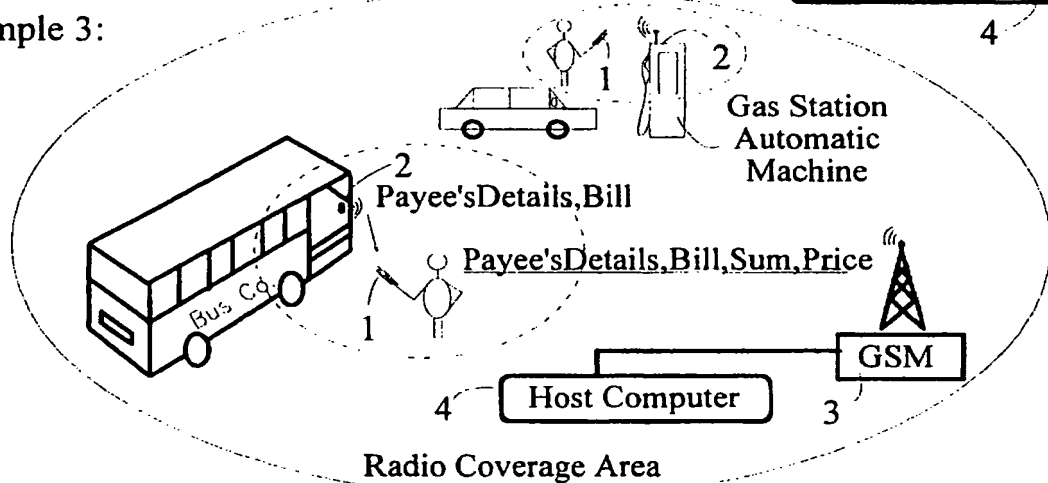 mple 3:
4
1
2
Gas Station
Automatic
Machine
2
Payee'sDetails,Bill
Payee'sDetails,Bill,Sum,Price
Bus Co.
1
GSM
4
Host Computer
3
Radio Coverage Area